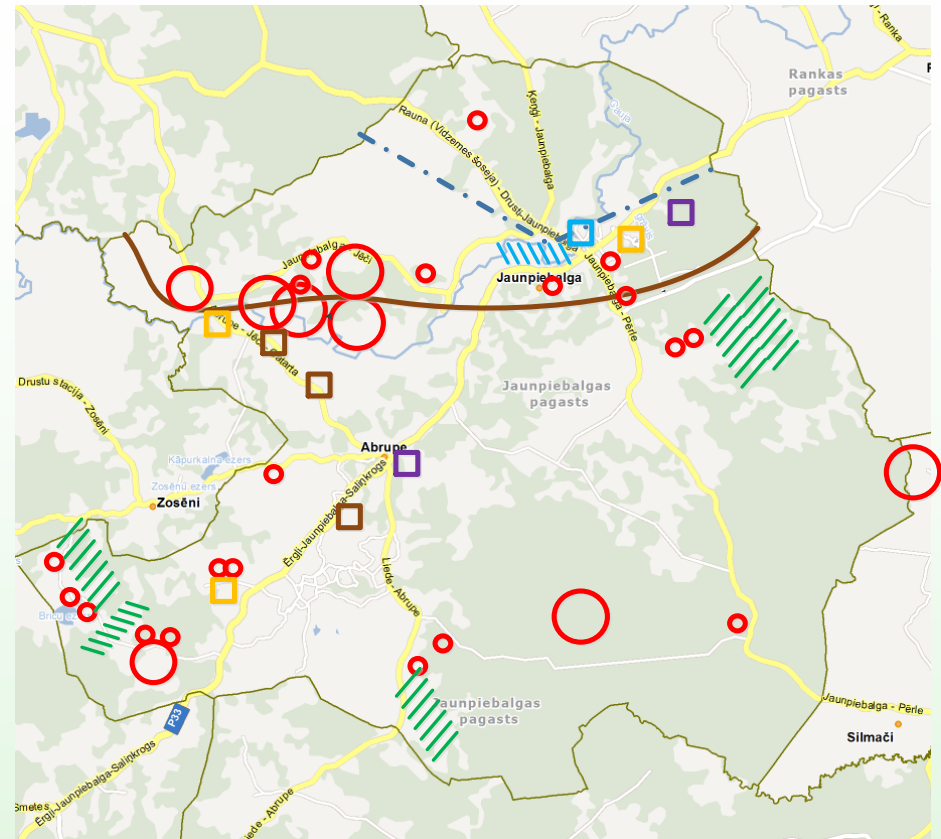 Gj - Ranka
Rankas
pagasts
Rauna (Vidzemes šoseja) - Drusti-Jaunpiebalga
Ķeņģi - Jaunpiebalga
Gauja
Jaunpiebalga - Jēči
Jaunpiebalga
Jaunpiebalga - Pērle
Drustu stacija - Zosēni
Jaunpiebalgas
pagasts
Abrupe
Kāpurkalna ezers
Zosēnu ezers
Zosēni
Ērgļi-Jaunpiebalga-Saliņkrogs
Liede - Abrupe
Jaunpiebalgas
pagasts
Jaunpiebalga - Pērle
P33
Silmači
Ērgļi-Jaunpiebalga-Saliņkrogs
Smetes